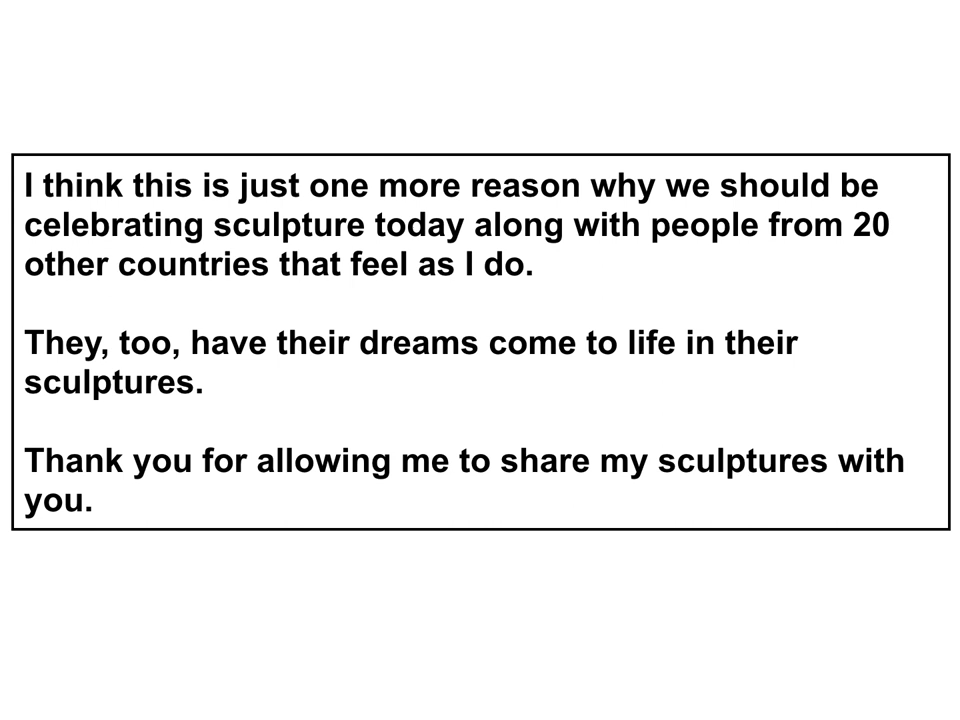 I think this is just one more reason why we should be
celebrating sculpture today along with people from 20
other countries that feel as I do.
They, too, have their dreams come to life in their
sculptures.
Thank you for allowing me to share my sculptures with
you.